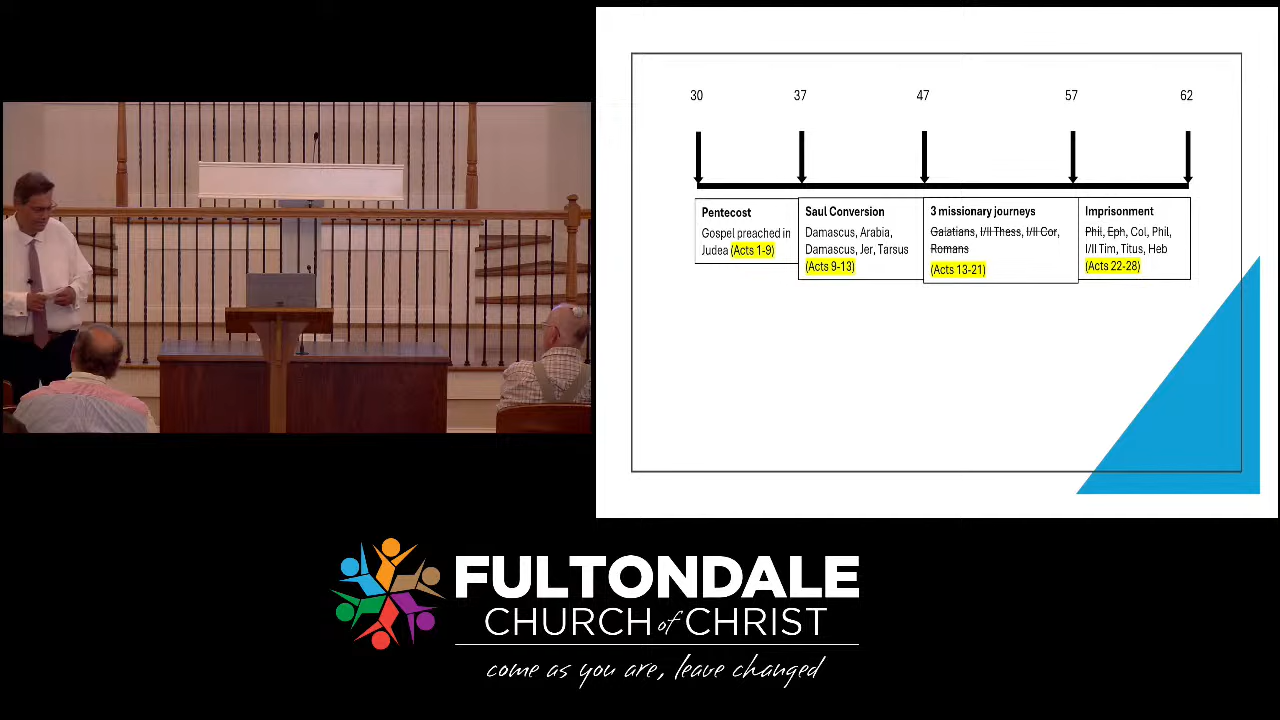 30 37 47 57 62
Pentecost
Gospel preached in
Judea (Acts 1-9)
Saul Conversion
Damascus, Arabia,
Damascus, Jer, Tarsus
(Acts 9-13)
3 missionary journeys
Galatians, I/II Thess, I/II Cor,
Romans
(Acts 13-21)
Imprisonment
Phil, Eph, Col, Phil,
I/II Tim, Titus, Heb
(Acts 22-28)
FULTONDALE
CHURCH of CHRIST
come as you are, leave changed